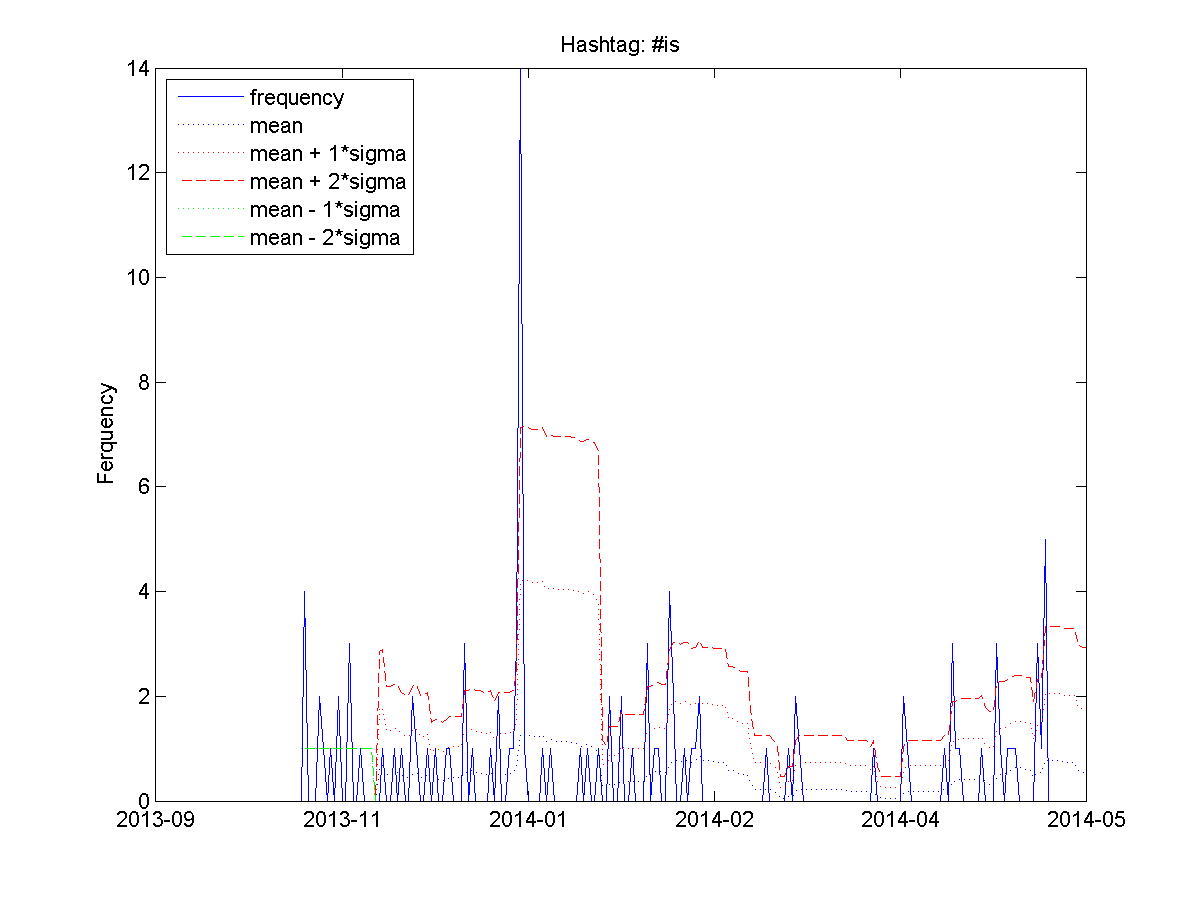 Hashtag: #is
14
12
10
8
6
4
2
0
Ferquency
frequency
mean
mean + 1*sigma
mean + 2*sigma
mean - 1*sigma
mean - 2*sigma
2013-09 2013-11 2014-01 2014-02 2014-04 2014-05